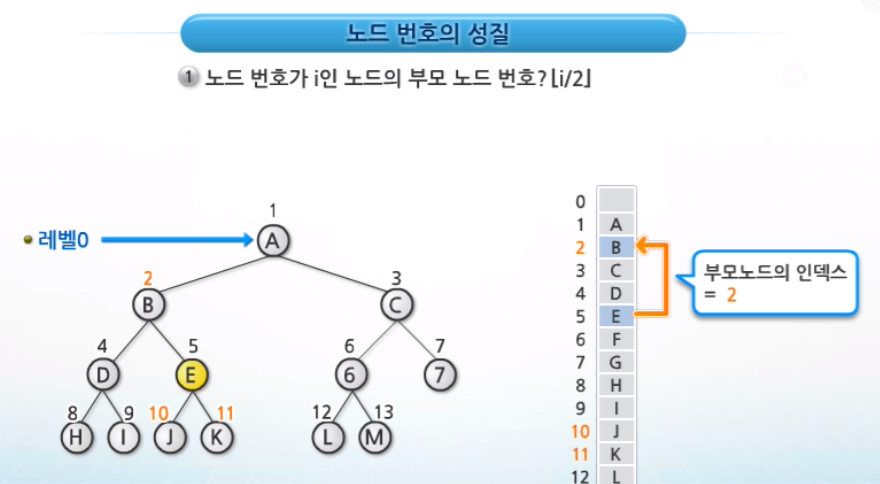 노드 번호의 성질
1 노드 번호가 i인 노드의 부모 노드 번호? ⌊i/2⌋
레벨0
1
A
2
3
B
C
4
5
6
7
D
E
6
7
8
9
10
11
12
13
H
I
J
K
L
M
0
1 A
2 B
3 C
4 D
5 E
6 F
7 G
8 H
9 I
10 J
11 K
12 L
부모노드의 인덱스
= 2